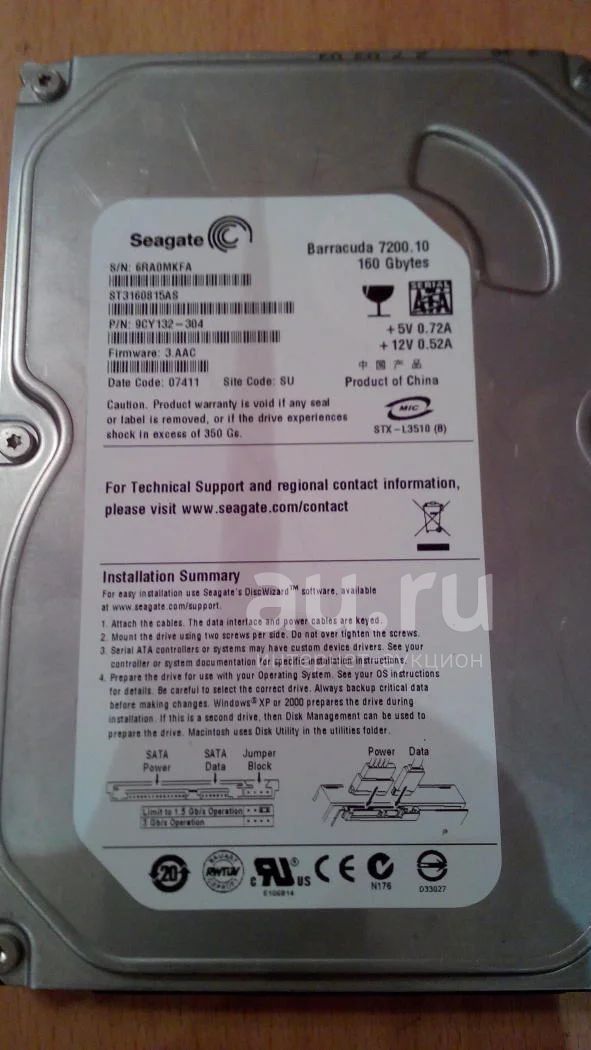 Seagate
Barracuda 7200.10
160 Gbytes
S/N: 6RA0MKFA
ST3160815AS
P/N: 9CY132-304
Firmware: 3.AAC
Date Code: 07411 Site Code: SU
SERIAL
ATA
+5V 0.72A
+12V 0.52A
中 国 产 品
Product of China
Caution. Product warranty is void if any seal
or label is removed, or if the drive experiences
shock in excess of 350 Gs.
MIC
STX-L3510 (B)
For Technical Support and regional contact information,
please visit www.seagate.com/contact
Installation Summary
For easy installation use Seagate's DiscWizard™ software, available
at www.seagate.com/support.
1. Attach the cables. The data interface and power cables are keyed.
2. Mount the drive using two screws per side. Do not over tighten the screws.
3. Serial ATA controllers or systems may have custom device drivers. See your
controller or system documentation for specific installation instructions.
4. Prepare the drive for use with your Operating System. See your OS instructions
for details. Be careful to select the correct drive. Always backup critical data
before making changes. Windows® XP or 2000 prepares the drive during
installation. If this is a second drive, then Disk Management can be used to
prepare the drive. Macintosh uses Disk Utility in the utilities folder.
au.ru
интернет аукцион
SATA Power
SATA Data
Jumper Block
Limit to 1.5 Gb/s Operation
3 Gb/s Operation
Power Data
20
RWTÜV
c RU US
E106814
CE
N176
D33027